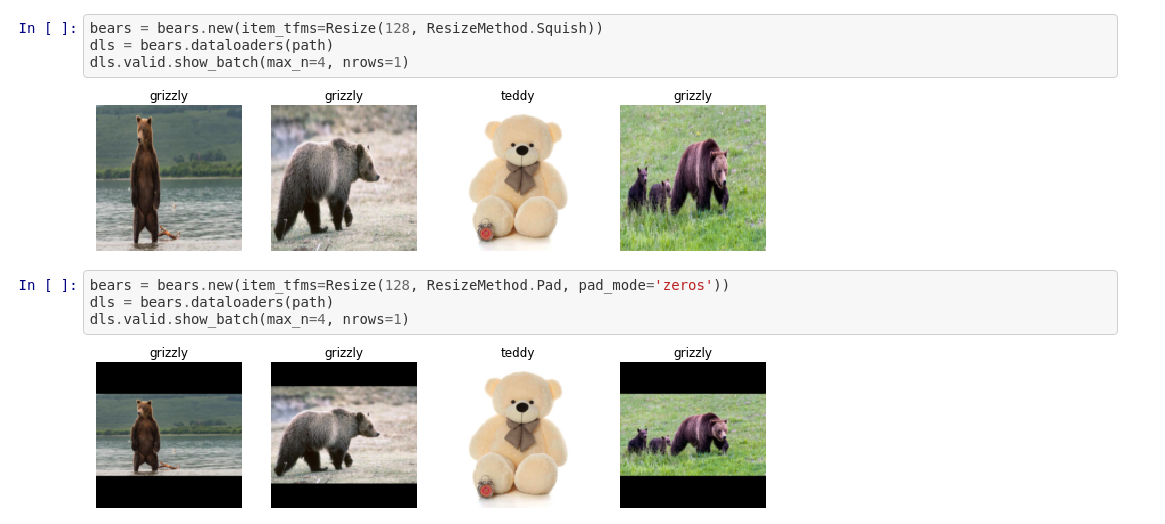 In [ ]: bears = bears.new(item_tfms=Resize(128, ResizeMethod.Squish))
dls = bears.dataloaders(path)
dls.valid.show_batch(max_n=4, nrows=1)
grizzly grizzly teddy grizzly
In [ ]: bears = bears.new(item_tfms=Resize(128, ResizeMethod.Pad, pad_mode='zeros'))
dls = bears.dataloaders(path)
dls.valid.show_batch(max_n=4, nrows=1)
grizzly grizzly teddy grizzly